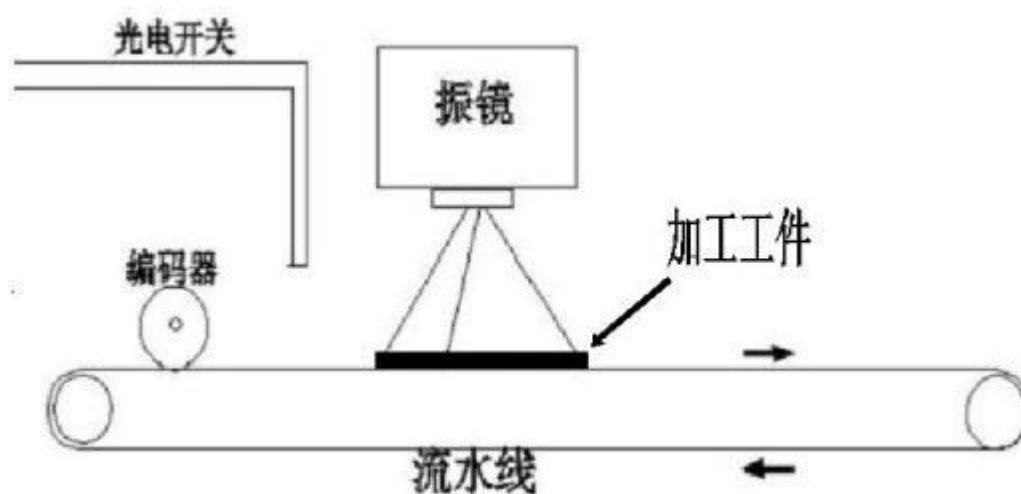 光电开关
振镜
加工工件
编码器
流水线